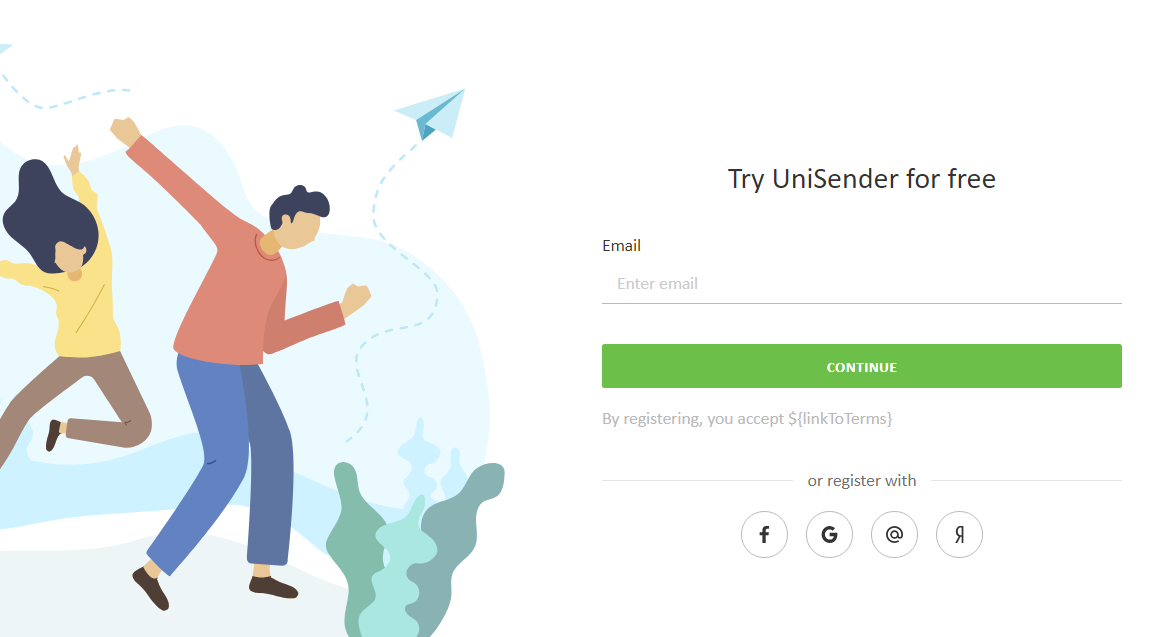 Try UniSender for free
Email
Enter email
CONTINUE
By registering, you accept ${linkToTerms}
or register with
f G @ Я